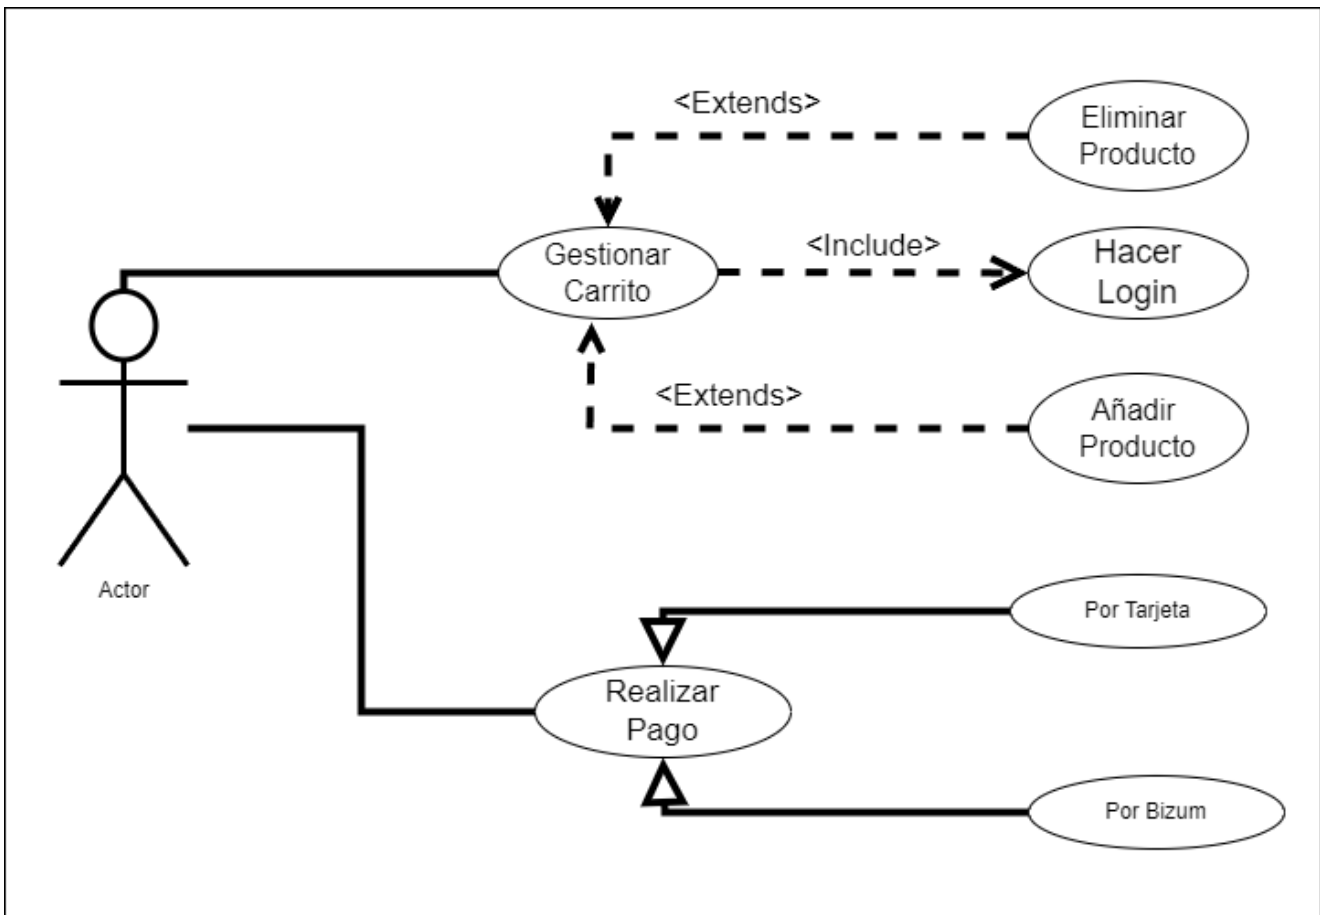 <Extends>
Eliminar
Producto
Gestionar
Carrito
<Include>
Hacer
Login
<Extends>
Añadir
Producto
Actor
Por Tarjeta
Realizar
Pago
Por Bizum